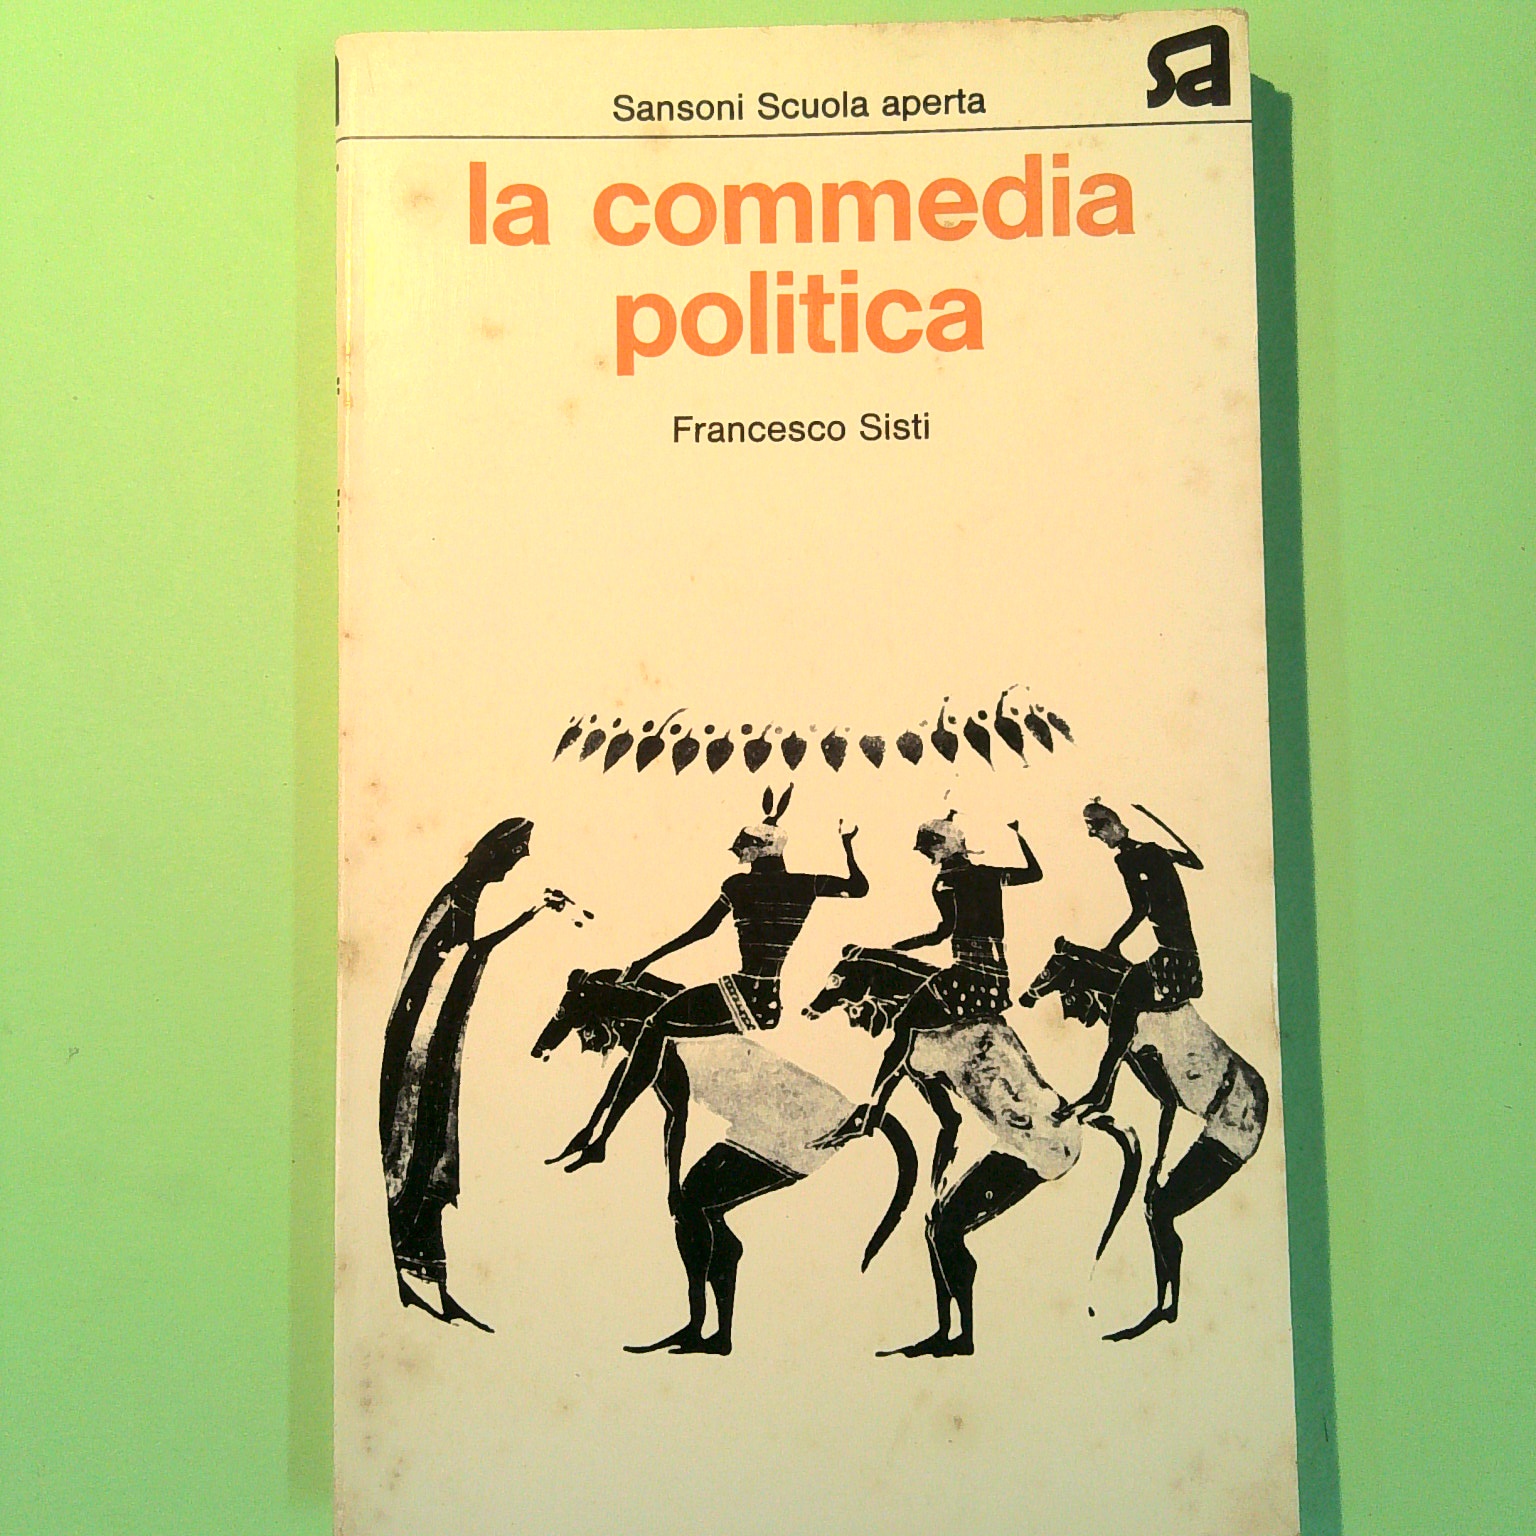 sa
Sansoni Scuola aperta
la commedia
politica
Francesco Sisti